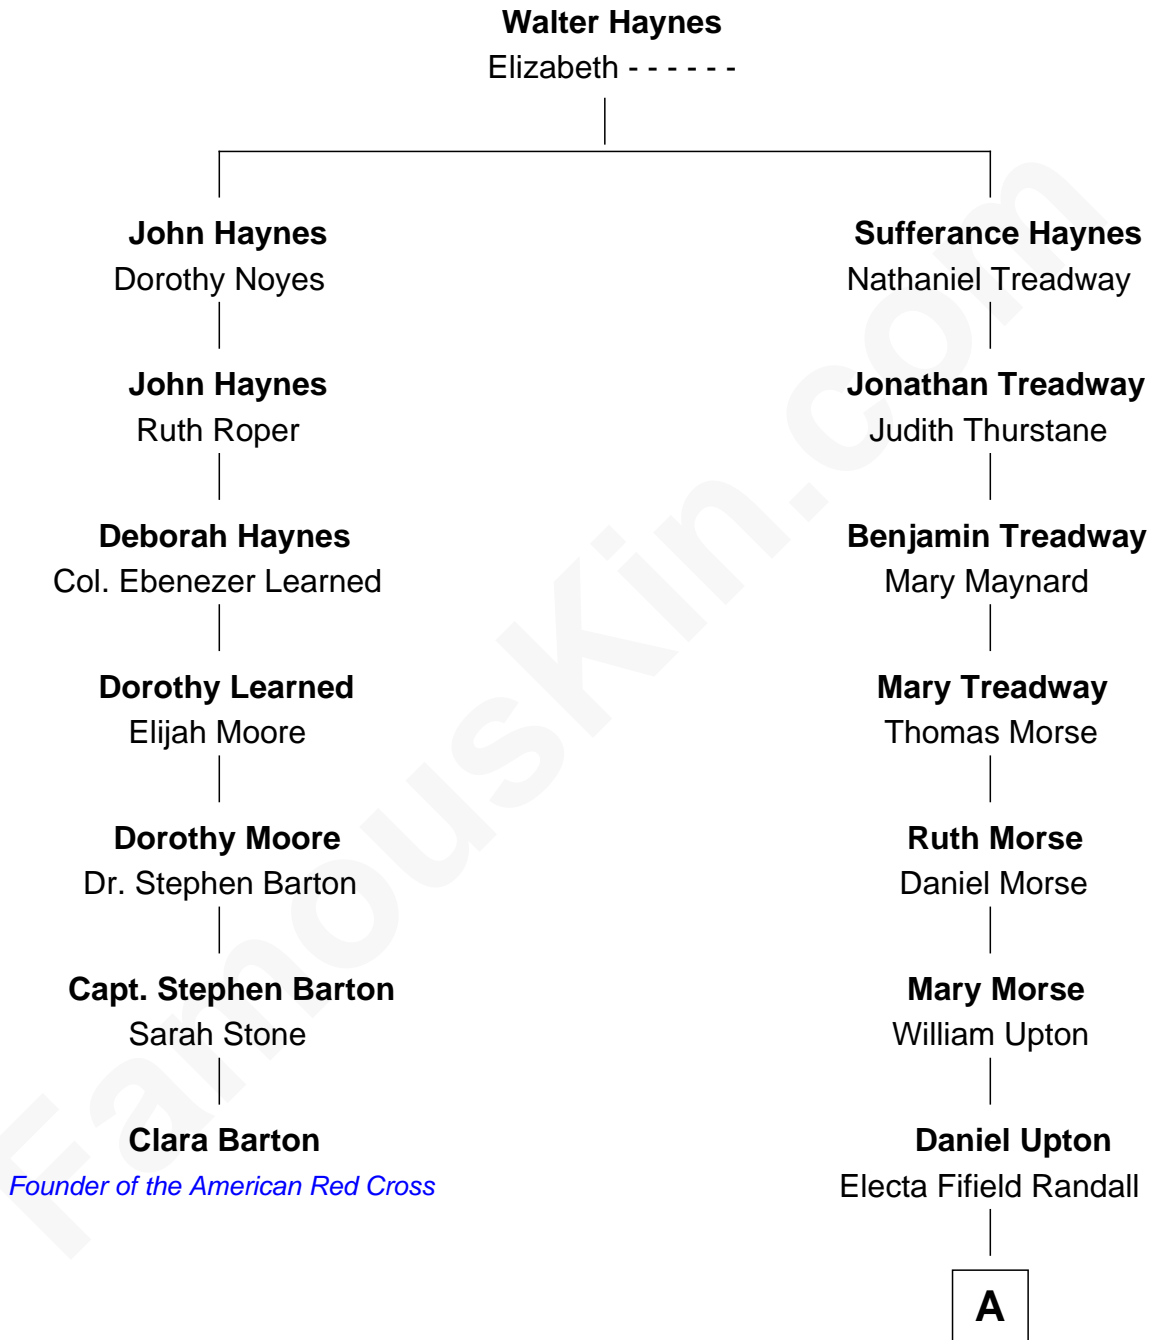 Walter Haynes
Elizabeth - - - - - -
John Haynes
Dorothy Noyes
Sufferance Haynes
Nathaniel Treadway
John Haynes
Ruth Roper
Jonathan Treadway
Judith Thurstane
Deborah Haynes
Col. Ebenezer Learned
Benjamin Treadway
Mary Maynard
Dorothy Learned
Elijah Moore
Mary Treadway
Thomas Morse
Dorothy Moore
Dr. Stephen Barton
Ruth Morse
Daniel Morse
Capt. Stephen Barton
Sarah Stone
Mary Morse
William Upton
Clara Barton
Founder of the American Red Cross
Daniel Upton
Electa Fifield Randall
A
FamousKin.com